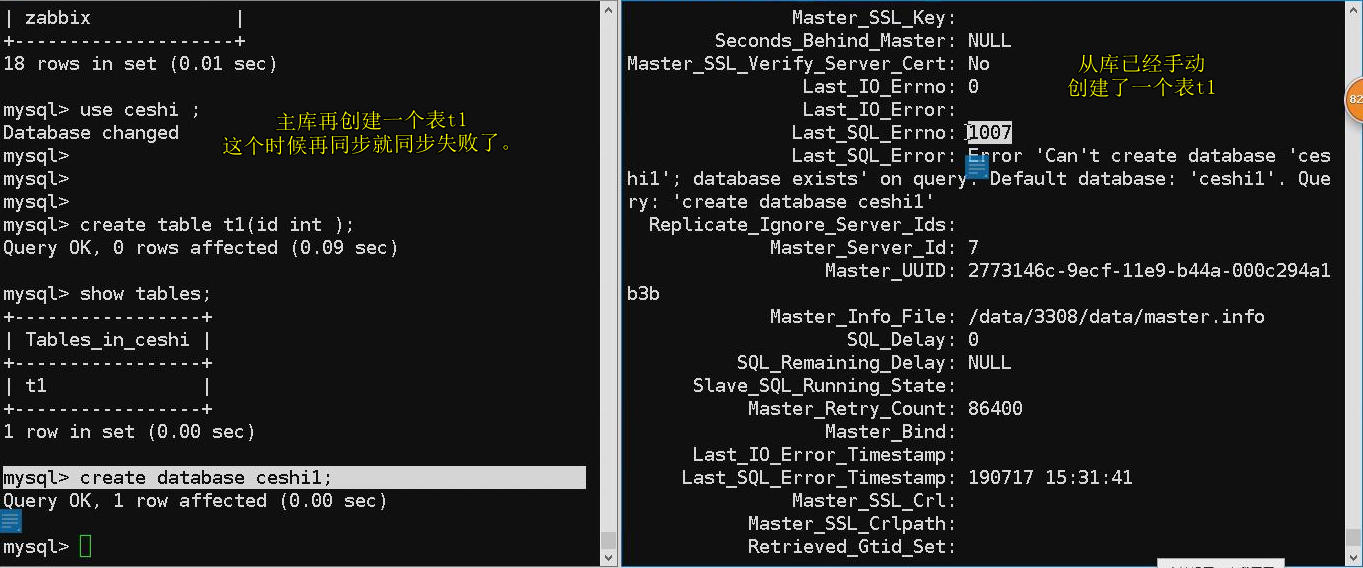 | zabbix             |
+--------------------+
18 rows in set (0.01 sec)
mysql> use ceshi ;
Database changed
mysql>
mysql>
mysql>
mysql> create table t1(id int );
Query OK, 0 rows affected (0.09 sec)
mysql> show tables;
+-----------------+
| Tables_in_ceshi |
+-----------------+
| t1              |
+-----------------+
1 row in set (0.00 sec)
mysql> create database ceshi1;
Query OK, 1 row affected (0.00 sec)
mysql>
主库再创建一个表t1
这个时候再同步就同步失败了。
Master_SSL_Key:
Seconds_Behind_Master: NULL
Master_SSL_Verify_Server_Cert: No
Last_IO_Errno: 0
Last_IO_Error:
Last_SQL_Errno: 1007
Last_SQL_Error: Error 'Can't create database 'ces
hi1'; database exists' on query. Default database: 'ceshi1'. Que
ry: 'create database ceshi1'
Replicate_Ignore_Server_Ids:
Master_Server_Id: 7
Master_UUID: 2773146c-9ecf-11e9-b44a-000c294a1
b3b
Master_Info_File: /data/3308/data/master.info
SQL_Delay: 0
SQL_Remaining_Delay: NULL
Slave_SQL_Running_State:
Master_Retry_Count: 86400
Master_Bind:
Last_IO_Error_Timestamp:
Last_SQL_Error_Timestamp: 190717 15:31:41
Master_SSL_Crl:
Master_SSL_Crlpath:
Retrieved_Gtid_Set:
从库已经手动
创建了一个表t1
82